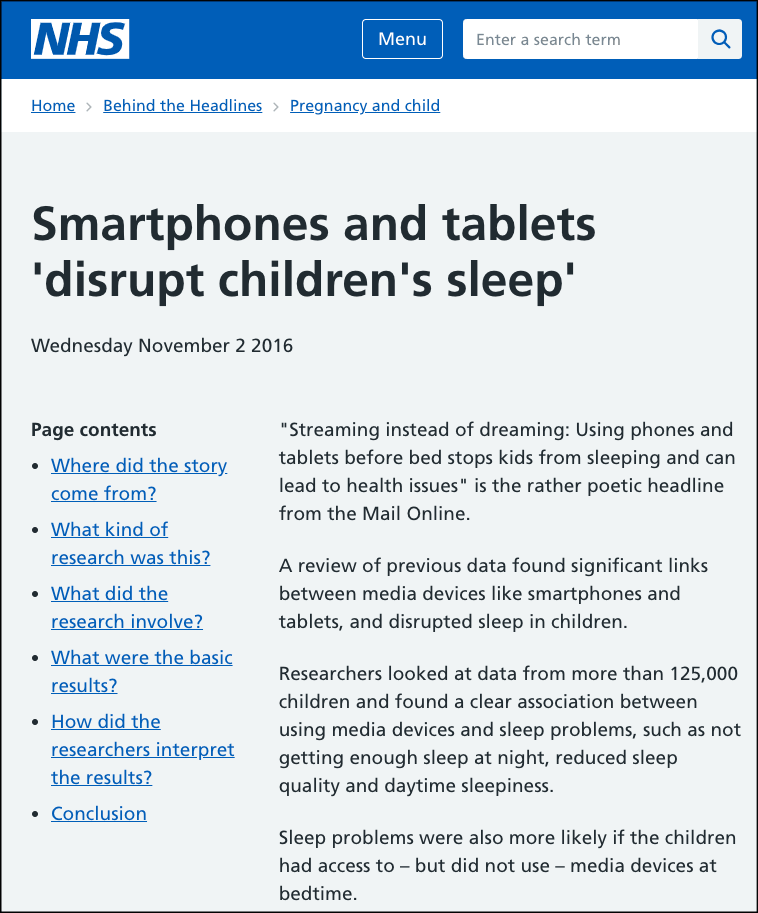 NHS
Menu
Enter a search term
Home
Behind the Headlines
Pregnancy and child
Smartphones and tablets
'disrupt children's sleep'
Wednesday November 2 2016
Page contents
Where did the story
come from?
What kind of
research was this?
What did the
research involve?
What were the basic
results?
How did the
researchers interpret
the results?
Conclusion
"Streaming instead of dreaming: Using phones and
tablets before bed stops kids from sleeping and can
lead to health issues" is the rather poetic headline
from the Mail Online.
A review of previous data found significant links
between media devices like smartphones and
tablets, and disrupted sleep in children.
Researchers looked at data from more than 125,000
children and found a clear association between
using media devices and sleep problems, such as not
getting enough sleep at night, reduced sleep
quality and daytime sleepiness.
Sleep problems were also more likely if the children
had access to – but did not use – media devices at
bedtime.